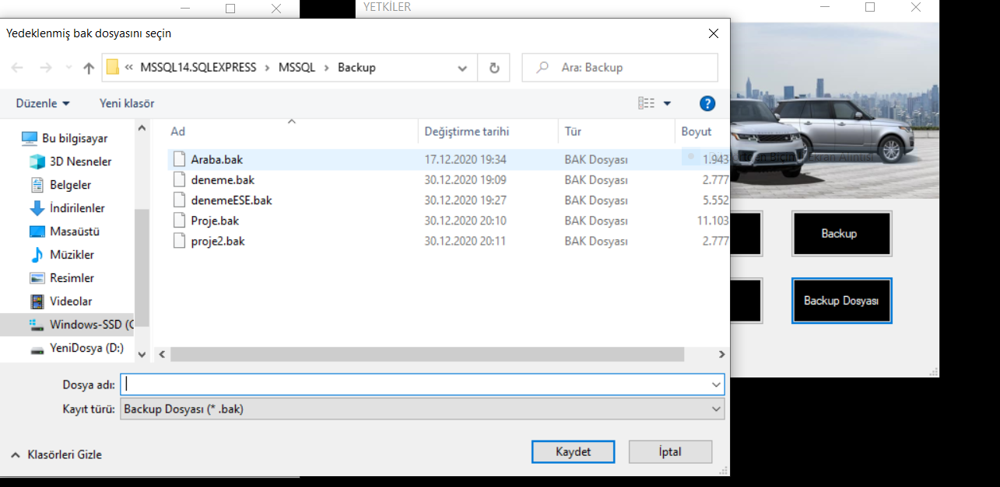 YETKİLER
Yedeklenmiş bak dosyasını seçin
« MSSQL14.SQLEXPRESS > MSSQL > Backup
Ara: Backup
Düzenle
Yeni klasör
?
Bu bilgisayar
3D Nesneler
Belgeler
İndirilenler
Masaüstü
Müzikler
Resimler
Videolar
Windows-SSD (C
YeniDosya (D:)
Ad Değiştirme tarihi Tür Boyut
Araba.bak 17.12.2020 19:34 BAK Dosyası 1.943
deneme.bak 30.12.2020 19:09 BAK Dosyası 2.777
denemeESE.bak 30.12.2020 19:27 BAK Dosyası 5.552
Proje.bak 30.12.2020 20:10 BAK Dosyası 11.103
proje2.bak 30.12.2020 20:11 BAK Dosyası 2.777
Ekran Alıntısı
Backup
Backup Dosyası
Dosya adı:
Kayıt türü: Backup Dosyası (* .bak)
Klasörleri Gizle
Kaydet
İptal